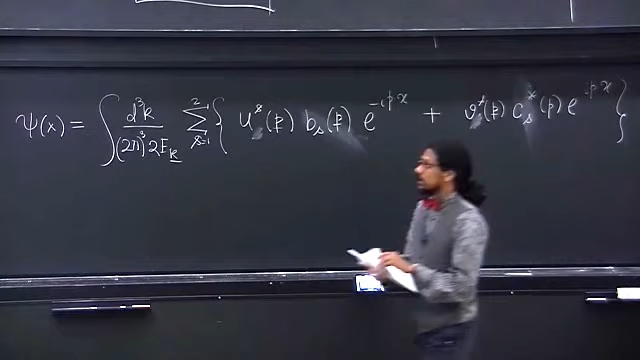 ψ(x) = ∫ d³k / (2π)³ 2E_k ∑_{s=1}^{2} { u^s(k) b_s(k) e^{-ip·x} + v^s(k) c_s^*(p) e^{ip·x} }